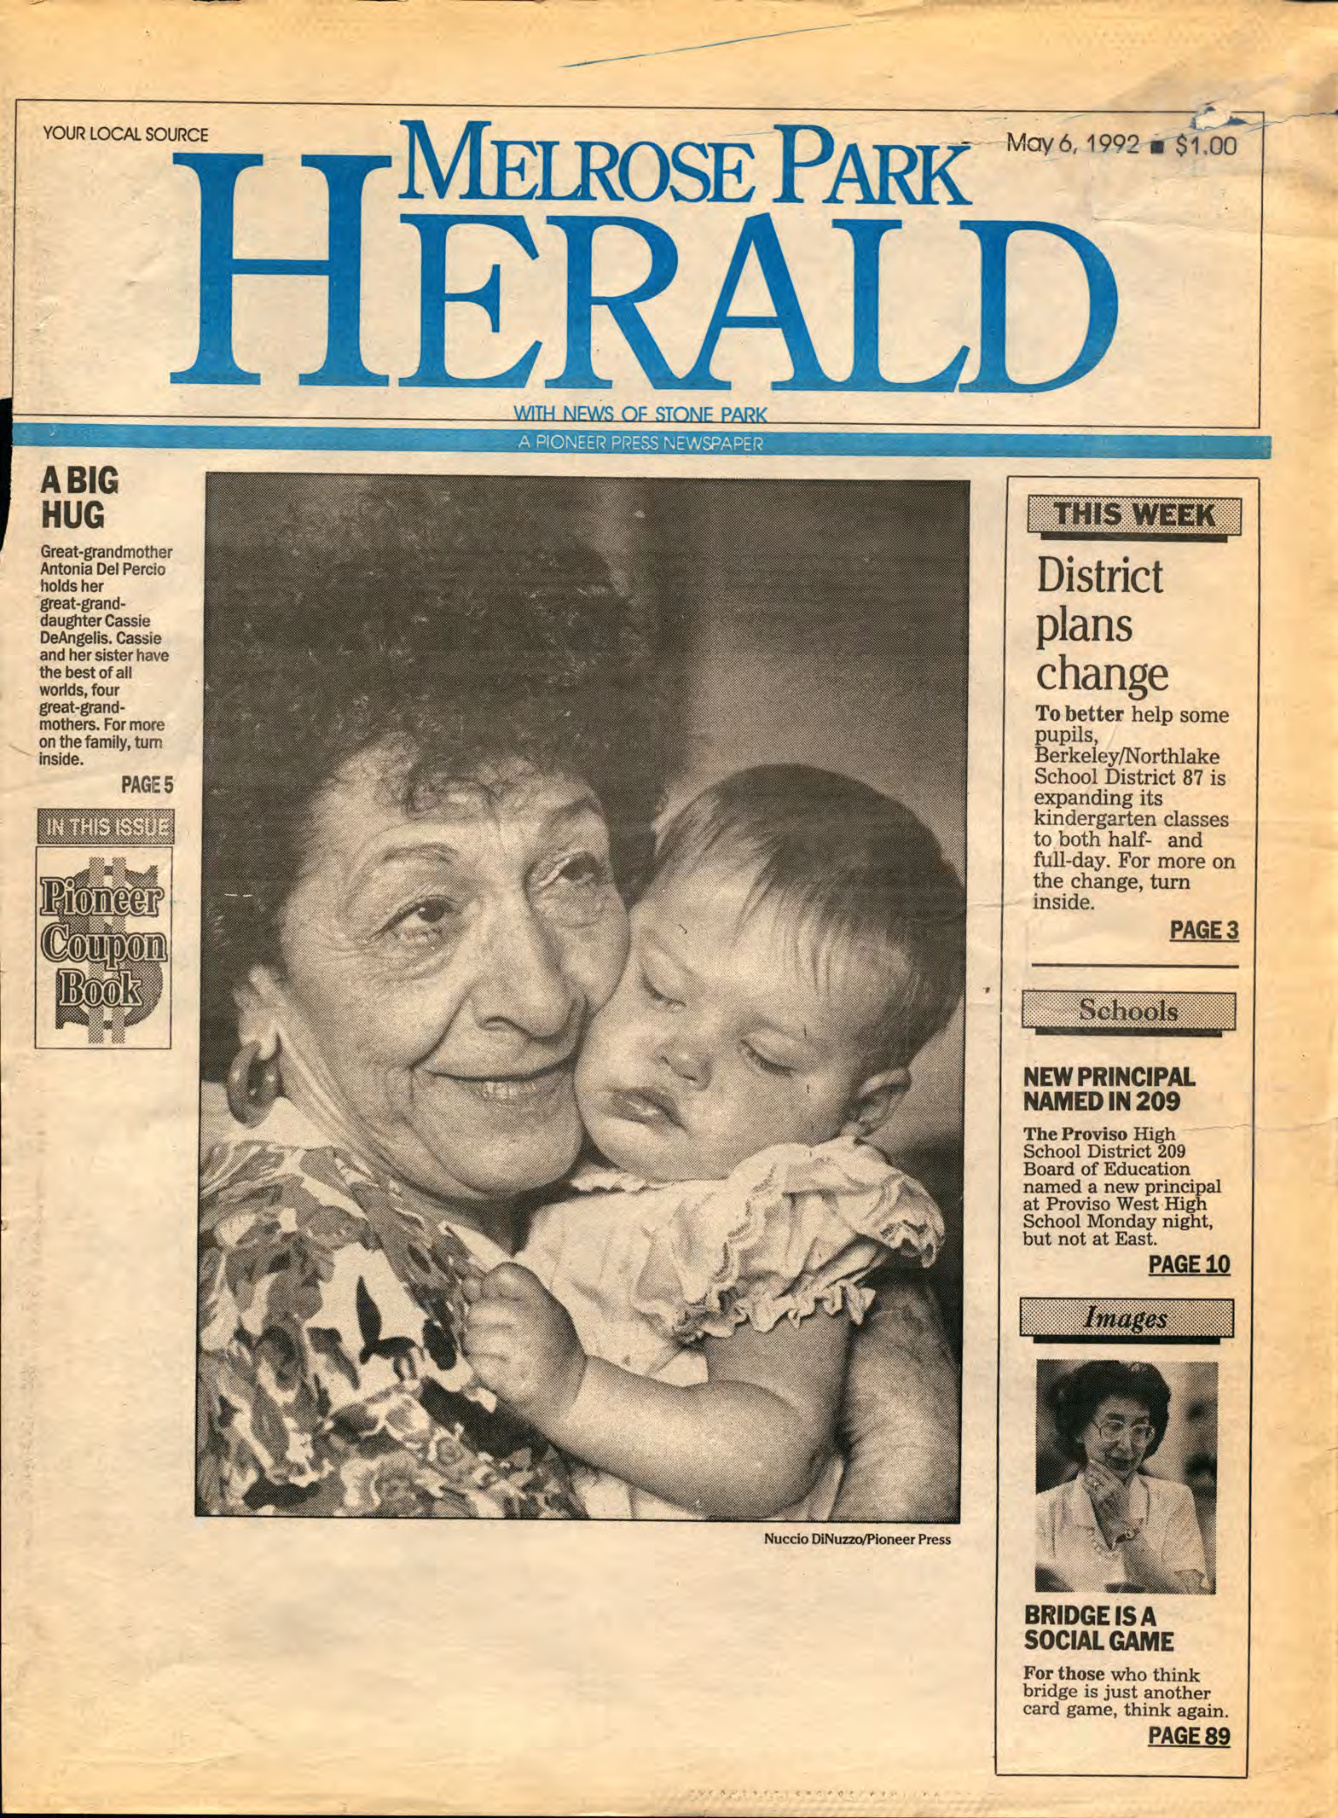 YOUR LOCAL SOURCE
MELROSE PARK
HERALD
May 6, 1992 ■ $1.00
WITH NEWS OF STONE PARK
A PIONEER PRESS NEWSPAPER
A BIG
HUG
Great-grandmother
Antonia Del Percio
holds her
great-grand-
daughter Cassie
DeAngelis. Cassie
and her sister have
the best of all
worlds, four
great-grand-
mothers. For more
on the family, turn
inside.
PAGE 5
IN THIS ISSUE
Pioneer
Coupon
Book
Nuccio DiNuzzo/Pioneer Press
THIS WEEK
District
plans
change
To better help some
pupils,
Berkeley/Northlake
School District 87 is
expanding its
kindergarten classes
to both half- and
full-day. For more on
the change, turn
inside.
PAGE 3
Schools
NEW PRINCIPAL
NAMED IN 209
The Proviso High
School District 209
Board of Education
named a new principal
at Proviso West High
School Monday night,
but not at East.
PAGE 10
Images
BRIDGE IS A
SOCIAL GAME
For those who think
bridge is just another
card game, think again.
PAGE 89